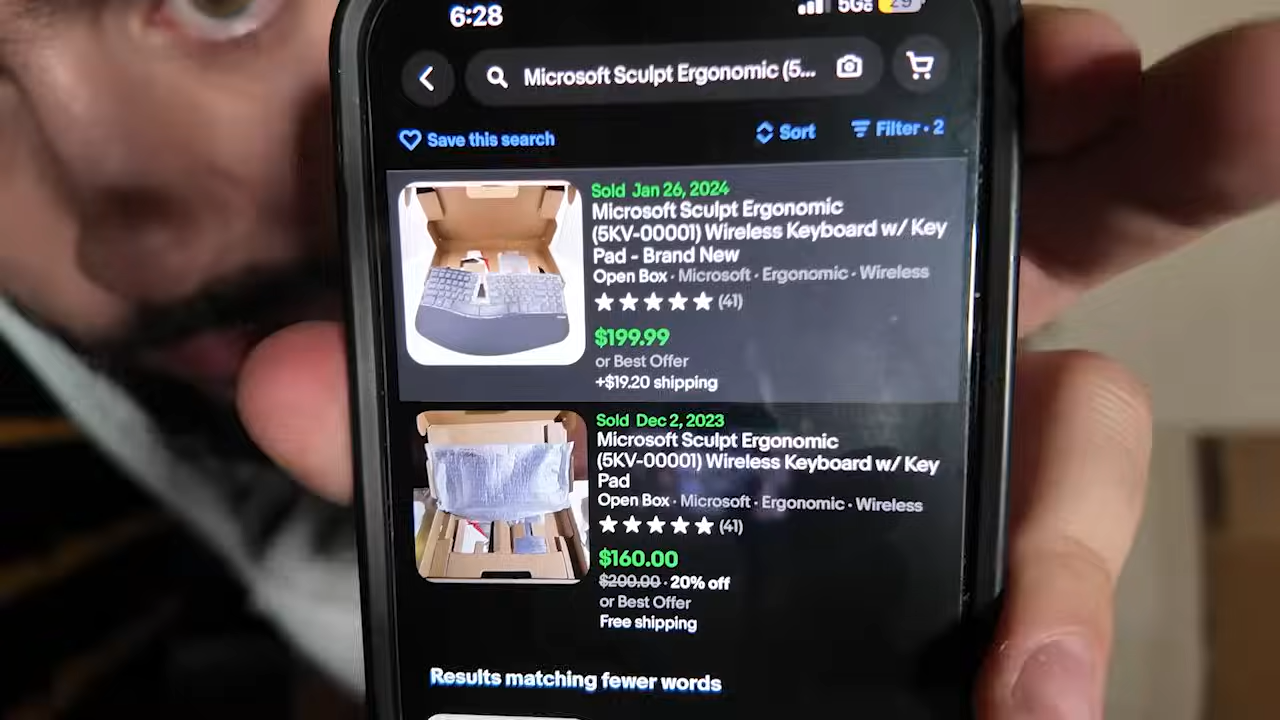 6:28
5G
29
Microsoft Sculpt Ergonomic (5...
Save this search
Sort
Filter · 2
Sold Jan 26, 2024
Microsoft Sculpt Ergonomic
(5KV-00001) Wireless Keyboard w/ Key
Pad - Brand New
Open Box · Microsoft · Ergonomic · Wireless
(41)
$199.99
or Best Offer
+$19.20 shipping
Sold Dec 2, 2023
Microsoft Sculpt Ergonomic
(5KV-00001) Wireless Keyboard w/ Key
Pad
Open Box · Microsoft · Ergonomic · Wireless
(41)
$160.00
$200.00 · 20% off
or Best Offer
Free shipping
Results matching fewer words